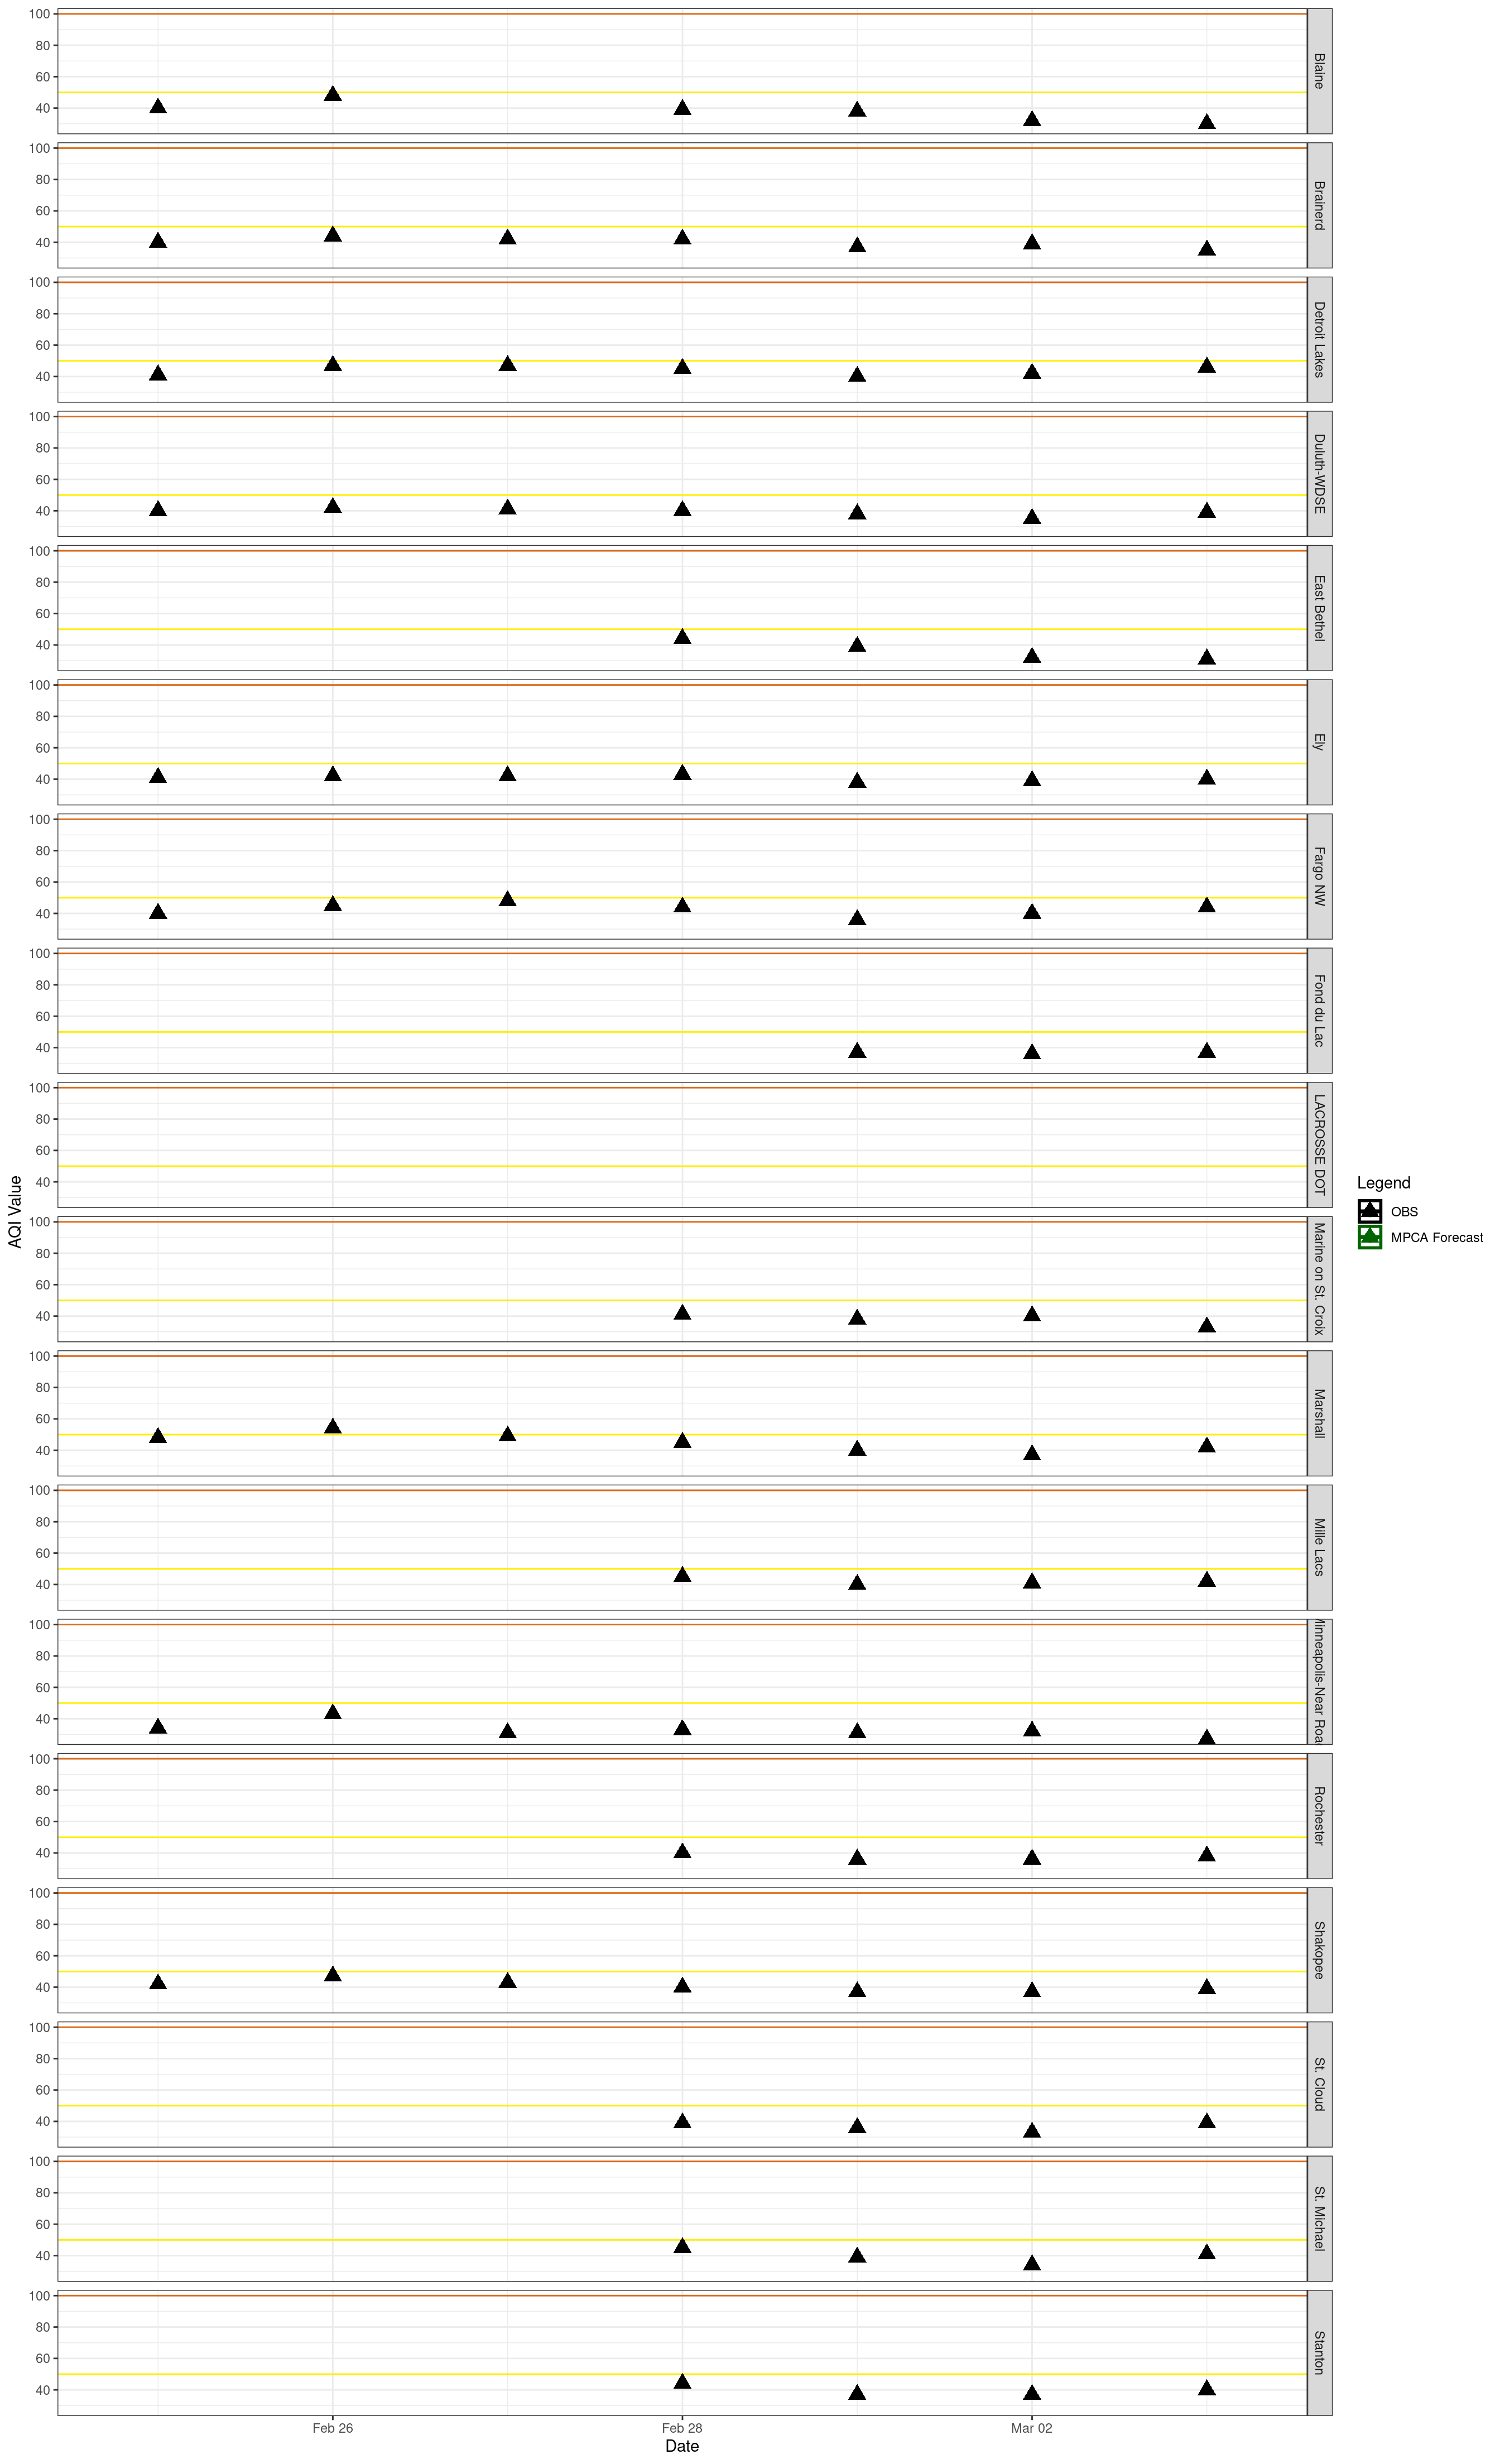 100
80
60
40
Blaine
100
80
60
40
Brainerd
100
80
60
40
Detroit Lakes
100
80
60
40
Duluth-WDSE
100
80
60
40
East Bethel
100
80
60
40
Ely
100
80
60
40
Fargo NW
100
80
60
40
Fond du Lac
100
80
60
40
LACROSSE DOT
100
80
60
40
Marine on St. Croix
100
80
60
40
Marshall
100
80
60
40
Mille Lacs
100
80
60
40
inneapolis-Near Roa
100
80
60
40
Rochester
100
80
60
40
Shakopee
100
80
60
40
St. Cloud
100
80
60
40
St. Michael
100
80
60
40
Stanton
Feb 26
Feb 28
Mar 02
Date
AQI Value
Legend
OBS
MPCA Forecast